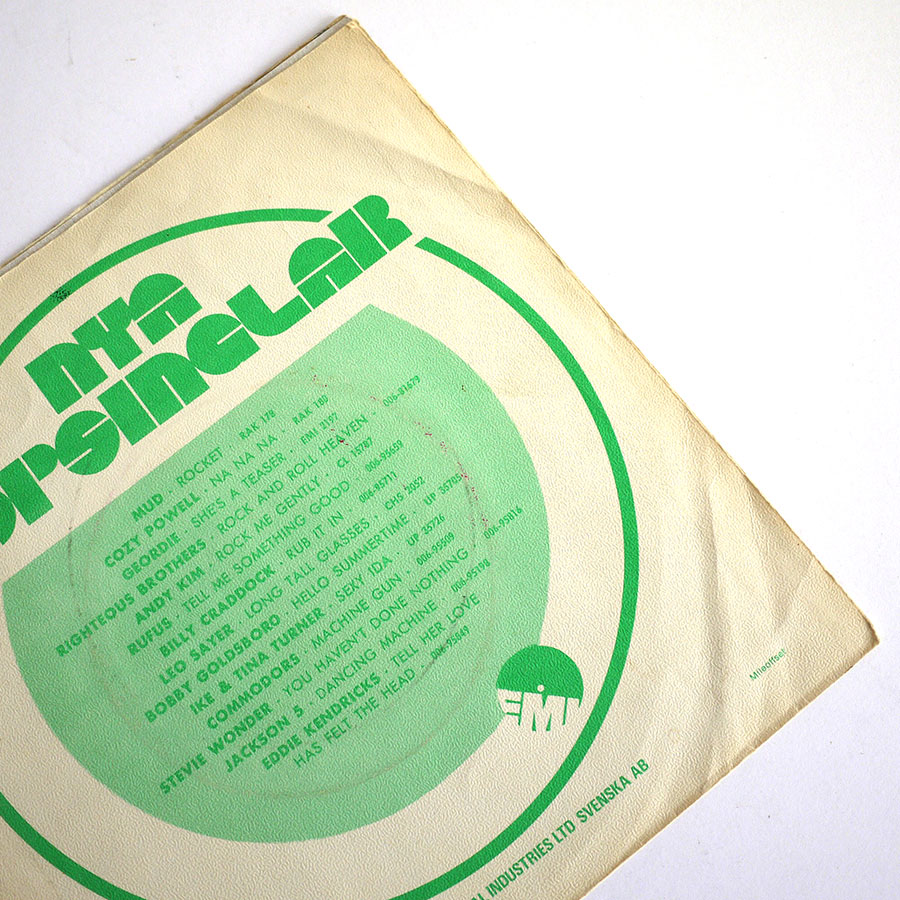 NYA
OPSINGLAR
MUD · ROCKET · RAK 178
COZY POWELL · NA NA NA · RAK 180
GEORDIE · SHE'S A TEASER · EMI 2197
RIGHTEOUS BROTHERS · ROCK AND ROLL HEAVEN · 006-81679
ANDY KIM · ROCK ME GENTLY · CL 15787
RUFUS · TELL ME SOMETHING GOOD · 006-95659
BILLY CRADDOCK · RUB IT IN · 006-95711
LEO SAYER · LONG TALL GLASSES · CHS 2052
BOBBY GOLDSBORO · HELLO SUMMERTIME · UP 35705
IKE & TINA TURNER · SEXY IDA · UP 35726
COMMODORS · MACHINE GUN · 006-95609
STEVIE WONDER · YOU HAVEN'T DONE NOTHING · 006-95816
JACKSON 5 · DANCING MACHINE · 006-95198
EDDIE KENDRICKS · TELL HER LOVE
HAS FELT THE HEAD · 006-95649
EMI
INDUSTRIES LTD SVENSKA AB
Mileoffset